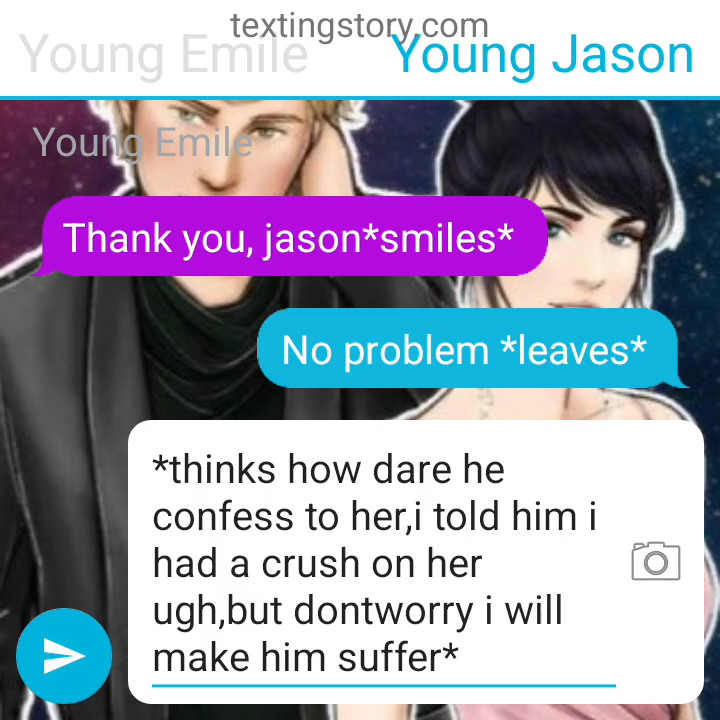 textingstory.com
Young Emile
Young Jason
Young Emile
Thank you, jason*smiles*
No problem *leaves*
*thinks how dare he
confess to her,i told him i
had a crush on her
ugh,but dontworry i will
make him suffer*